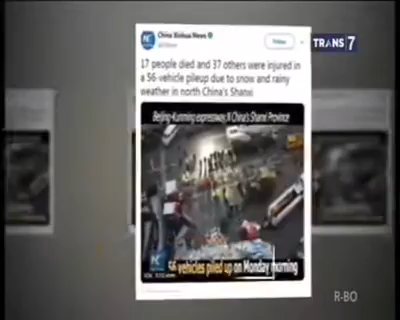 China Xinhua News
Follow
TRANS 7
17 people died and 37 others were injured in
a 56-vehicle pileup due to snow and rainy
weather in north China's Shanxi
Beijing-Kunming expressway, N China's Shanxi Province
56 vehicles piled up on Monday morning
R-BO